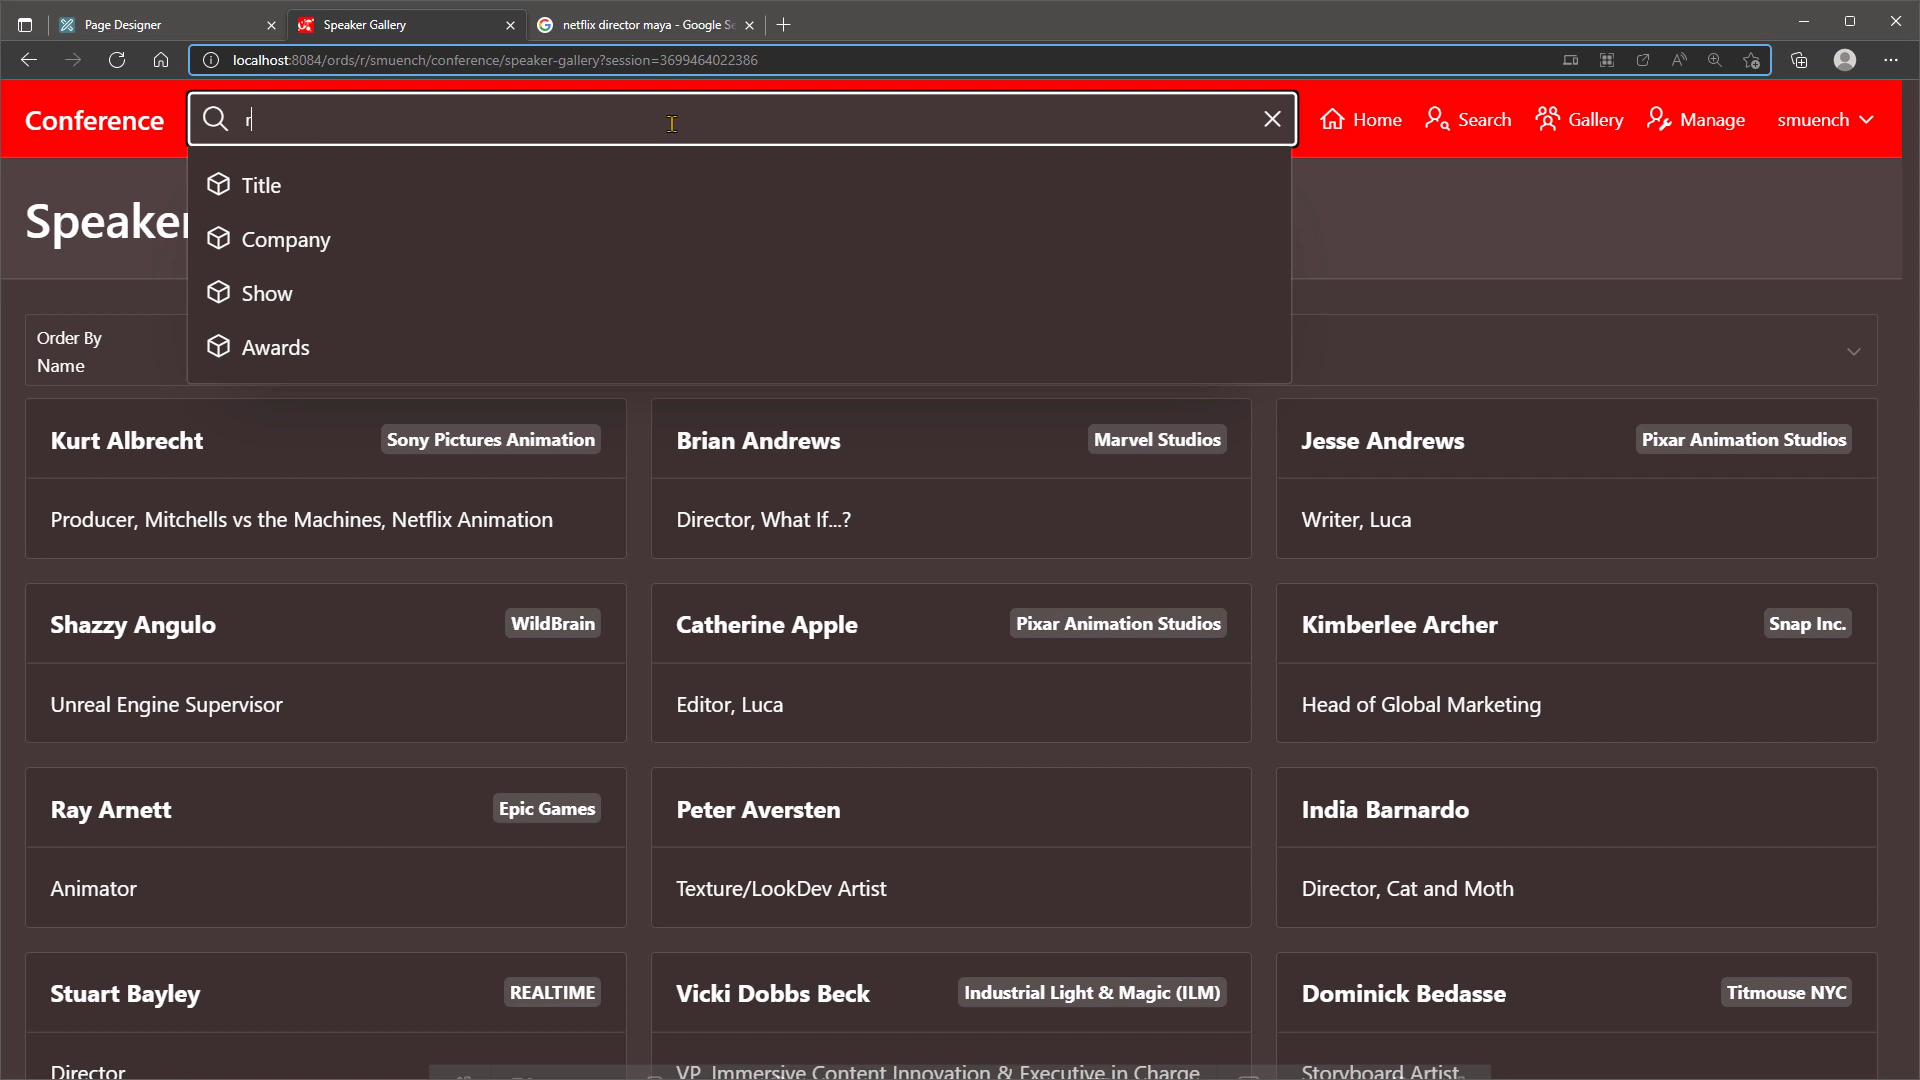 Page Designer
Speaker Gallery
netflix director maya - Google Se
localhost:8084/ords/r/smuench/conference/speaker-gallery?session=3699464022386
Conference
r
Home
Search
Gallery
Manage
smuench
Speaker
Title
Company
Show
Awards
Order By
Name
Kurt Albrecht
Sony Pictures Animation
Producer, Mitchells vs the Machines, Netflix Animation
Brian Andrews
Marvel Studios
Director, What If...?
Jesse Andrews
Pixar Animation Studios
Writer, Luca
Shazzy Angulo
WildBrain
Unreal Engine Supervisor
Catherine Apple
Pixar Animation Studios
Editor, Luca
Kimberlee Archer
Snap Inc.
Head of Global Marketing
Ray Arnett
Epic Games
Animator
Peter Aversten
Texture/LookDev Artist
India Barnardo
Director, Cat and Moth
Stuart Bayley
REALTIME
Director
Vicki Dobbs Beck
Industrial Light & Magic (ILM)
VP, Immersive Content Innovation & Executive in Charge
Dominick Bedasse
Titmouse NYC
Storyboard Artist